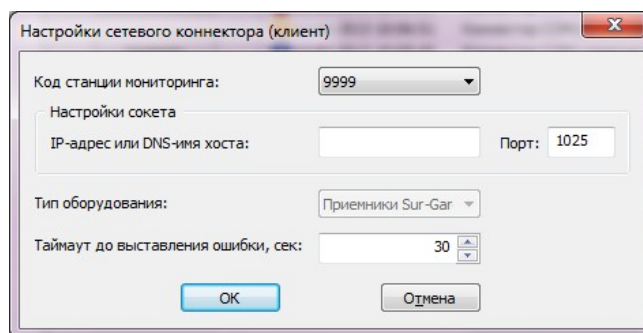 Настройки сетевого коннектора (клиент)
Код станции мониторинга: 9999
Настройки сокета
IP-адрес или DNS-имя хоста: Порт: 1025
Тип оборудования: Приемники Sur-Gar
Таймаут до выставления ошибки, сек: 30
OK Отмена